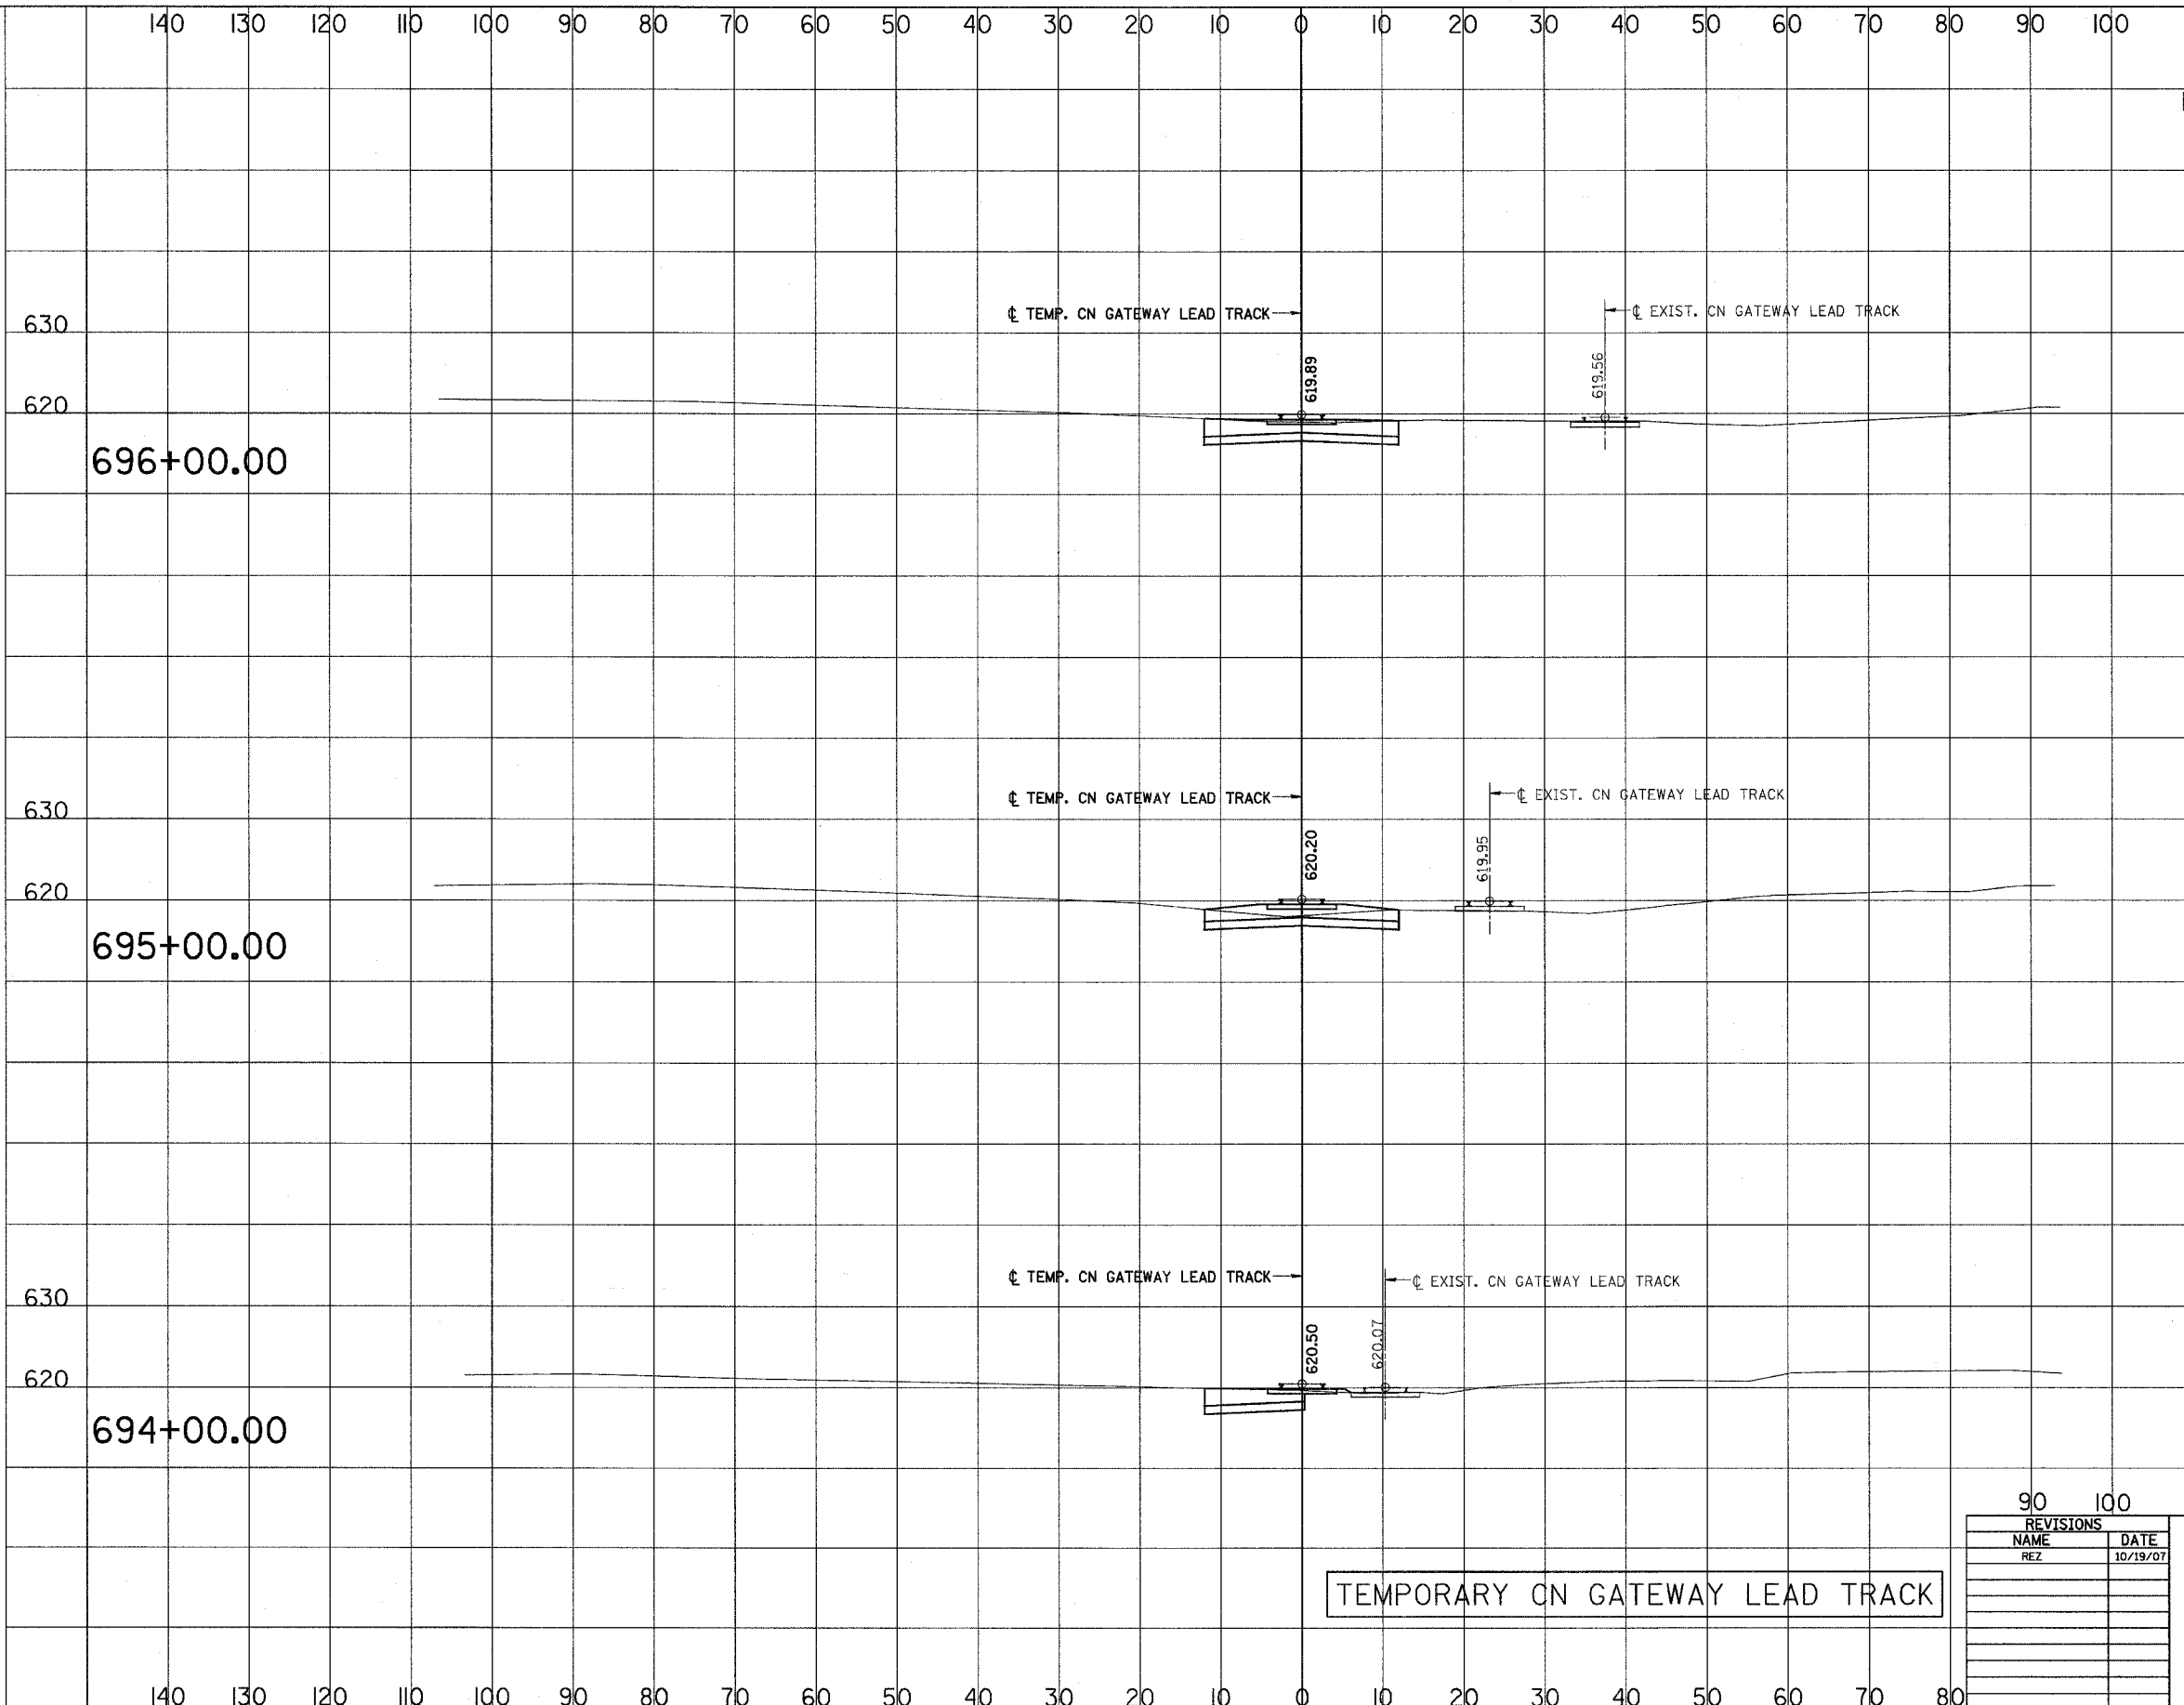 140 130 120 110 100 90 80 70 60 50 40 30 20 10 0 10 20 30 40 50 60 70 80 90 100
℄ TEMP. CN GATEWAY LEAD TRACK
℄ EXIST. CN GATEWAY LEAD TRACK
630
619.89
619.56
620
696+00.00
℄ TEMP. CN GATEWAY LEAD TRACK
℄ EXIST. CN GATEWAY LEAD TRACK
630
620.20
619.95
620
695+00.00
℄ TEMP. CN GATEWAY LEAD TRACK
℄ EXIST. CN GATEWAY LEAD TRACK
630
620.50
620.07
620
694+00.00
90 100
REVISIONS
NAME DATE
REZ 10/19/07
TEMPORARY CN GATEWAY LEAD TRACK
140 130 120 110 100 90 80 70 60 50 40 30 20 10 0 10 20 30 40 50 60 70 80